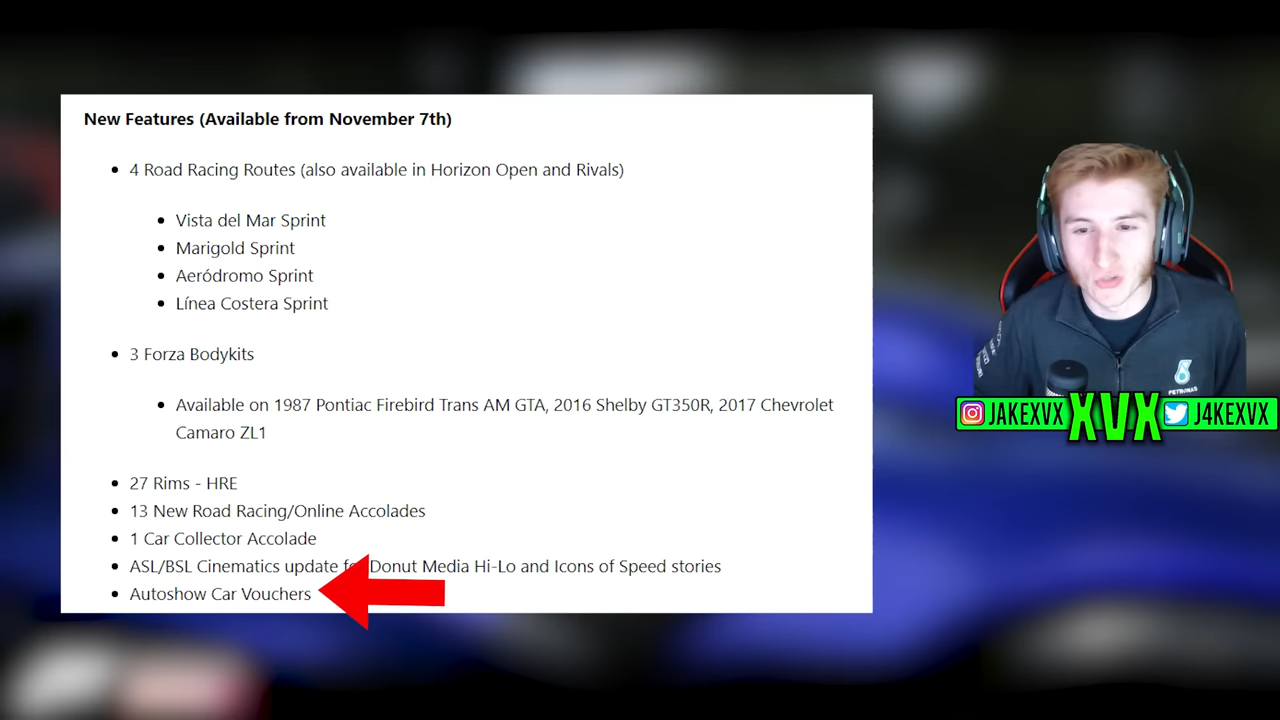 New Features (Available from November 7th)
4 Road Racing Routes (also available in Horizon Open and Rivals)
Vista del Mar Sprint
Marigold Sprint
Aeródromo Sprint
Línea Costera Sprint
3 Forza Bodykits
Available on 1987 Pontiac Firebird Trans AM GTA, 2016 Shelby GT350R, 2017 Chevrolet
Camaro ZL1
27 Rims - HRE
13 New Road Racing/Online Accolades
1 Car Collector Accolade
ASL/BSL Cinematics update Donut Media Hi-Lo and Icons of Speed stories
Autoshow Car Vouchers
PETRONAS
JAKEXVX XVX J4KEXVX